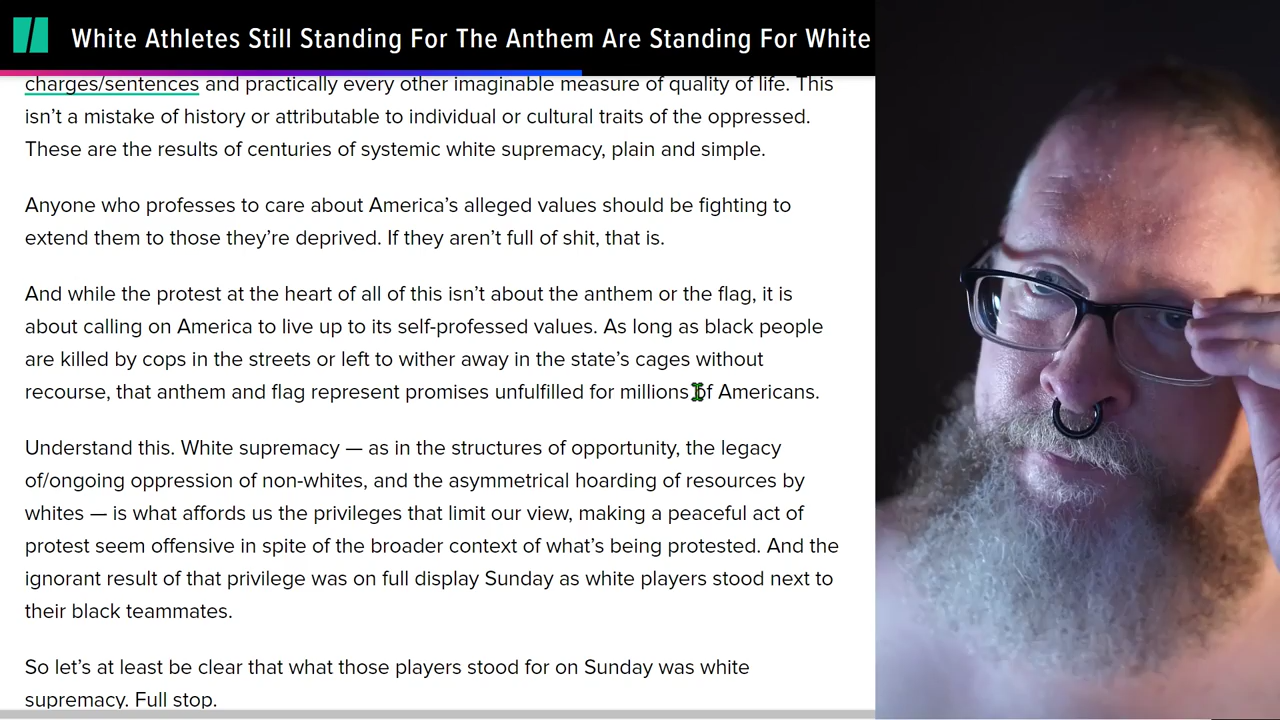 White Athletes Still Standing For The Anthem Are Standing For White
charges/sentences and practically every other imaginable measure of quality of life. This
isn’t a mistake of history or attributable to individual or cultural traits of the oppressed.
These are the results of centuries of systemic white supremacy, plain and simple.
Anyone who professes to care about America’s alleged values should be fighting to
extend them to those they’re deprived. If they aren’t full of shit, that is.
And while the protest at the heart of all of this isn’t about the anthem or the flag, it is
about calling on America to live up to its self-professed values. As long as black people
are killed by cops in the streets or left to wither away in the state’s cages without
recourse, that anthem and flag represent promises unfulfilled for millions of Americans.
Understand this. White supremacy — as in the structures of opportunity, the legacy
of/ongoing oppression of non-whites, and the asymmetrical hoarding of resources by
whites — is what affords us the privileges that limit our view, making a peaceful act of
protest seem offensive in spite of the broader context of what’s being protested. And the
ignorant result of that privilege was on full display Sunday as white players stood next to
their black teammates.
So let’s at least be clear that what those players stood for on Sunday was white
supremacy. Full stop.